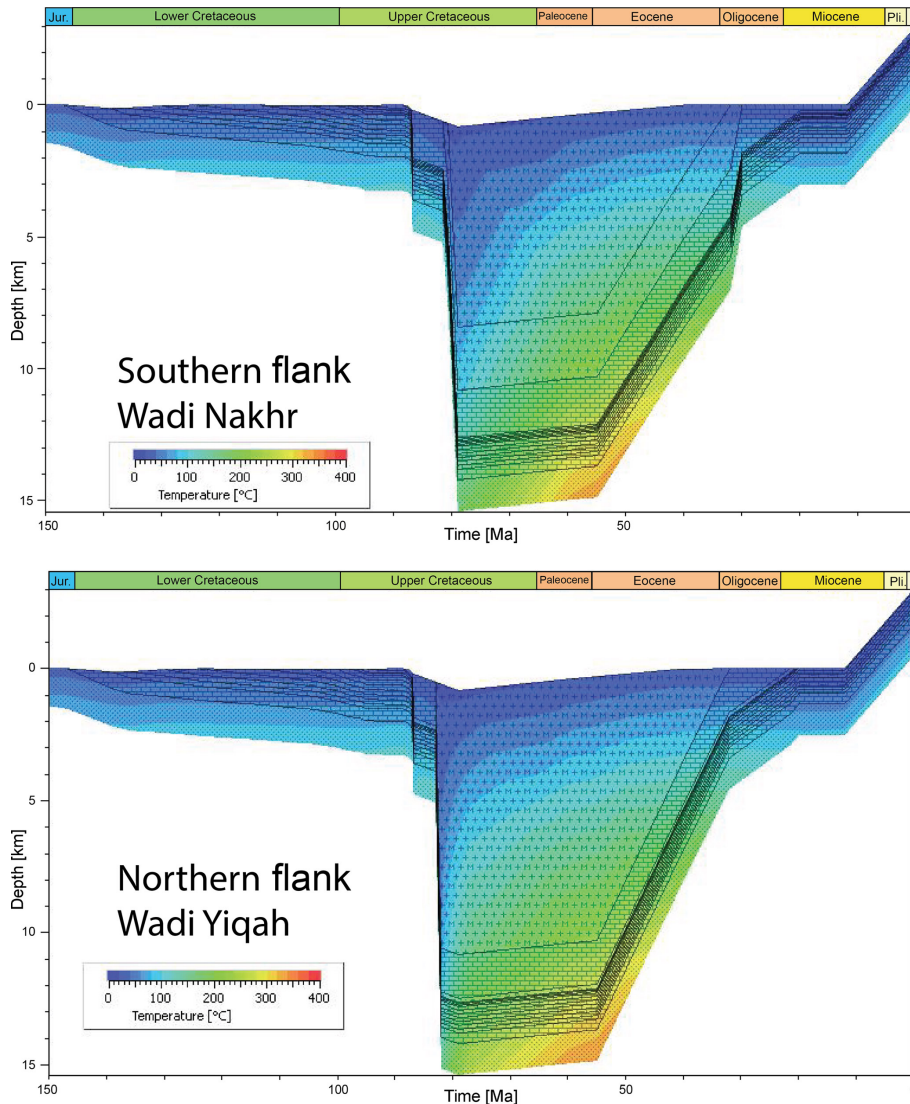 Jur. Lower Cretaceous Upper Cretaceous Paleocene Eocene Oligocene Miocene Pli.
0
5
10
15
Depth [km]
Southern flank
Wadi Nakhr
0 100 200 300 400
Temperature [°C]
150 100 50
Time [Ma]
Jur. Lower Cretaceous Upper Cretaceous Paleocene Eocene Oligocene Miocene Pli.
0
5
10
15
Depth [km]
Northern flank
Wadi Yiqah
0 100 200 300 400
Temperature [°C]
150 100 50
Time [Ma]